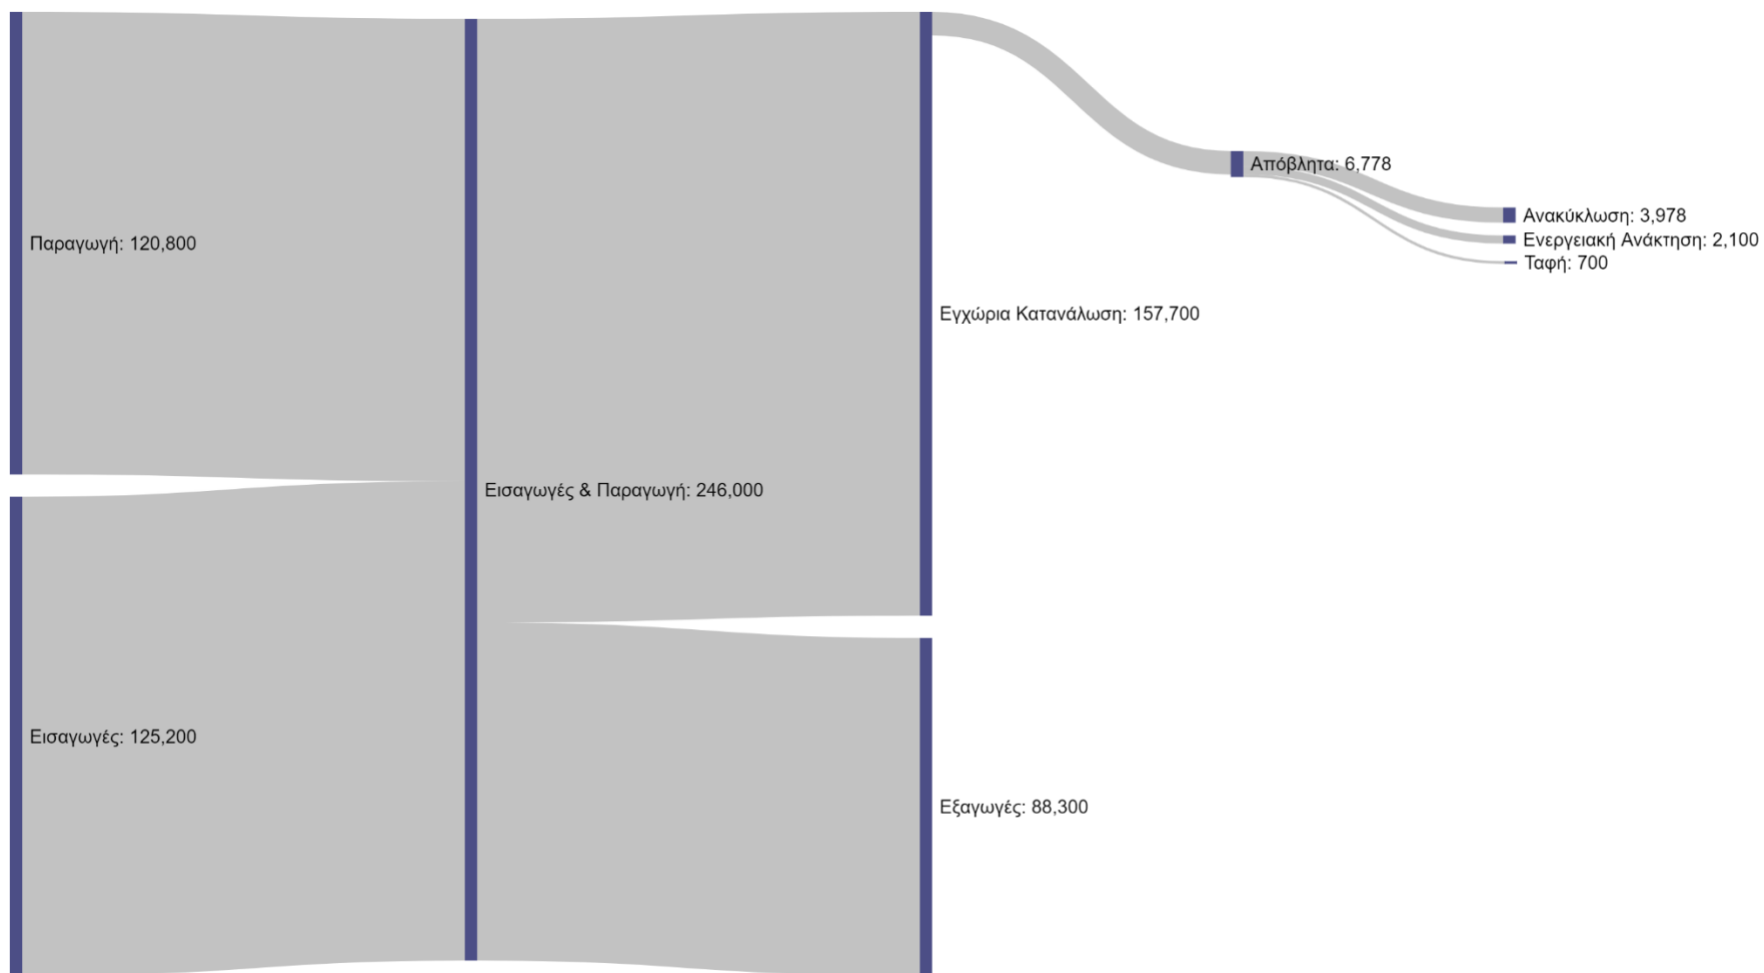 Παραγωγή: 120,800
Εισαγωγές: 125,200
Εισαγωγές & Παραγωγή: 246,000
Εγχώρια Κατανάλωση: 157,700
Εξαγωγές: 88,300
Απόβλητα: 6,778
Ανακύκλωση: 3,978
Ενεργειακή Ανάκτηση: 2,100
Ταφή: 700